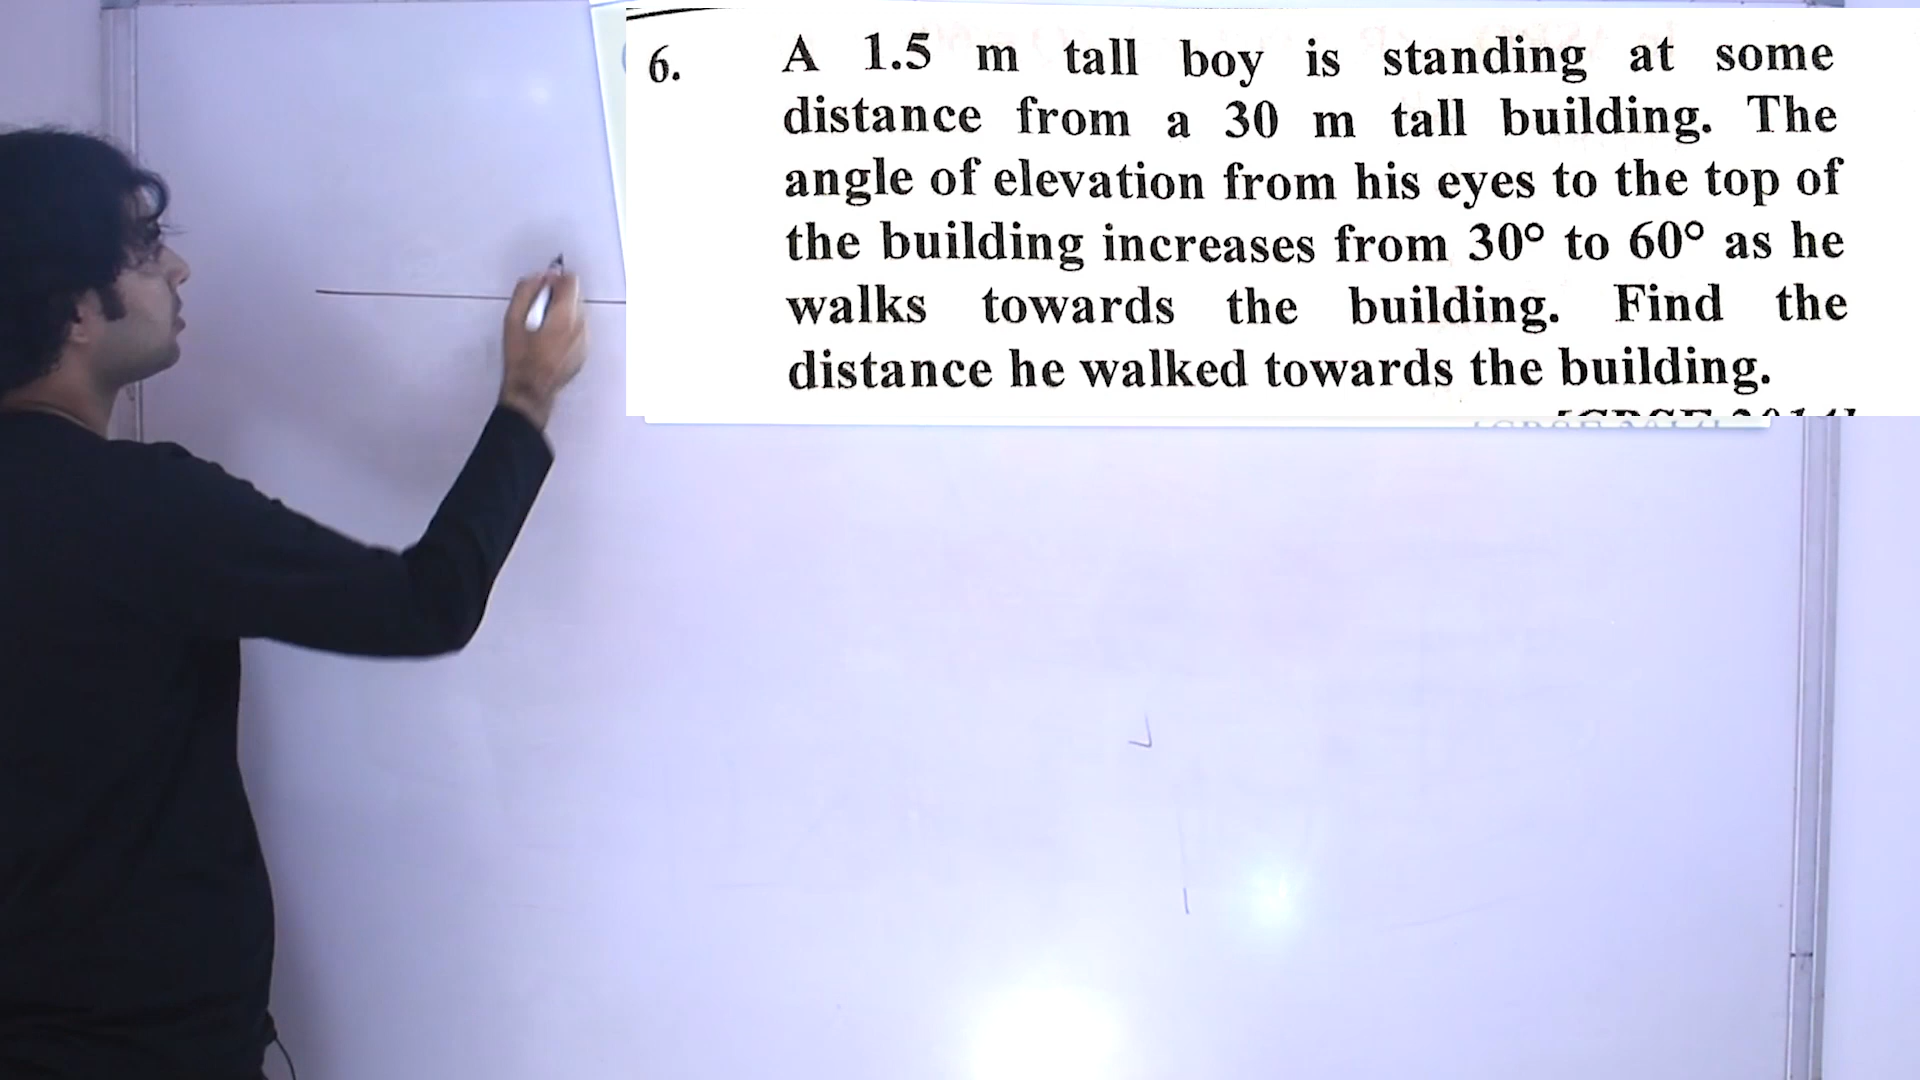 6. A 1.5 m tall boy is standing at some
distance from a 30 m tall building. The
angle of elevation from his eyes to the top of
the building increases from 30° to 60° as he
walks towards the building. Find the
distance he walked towards the building.